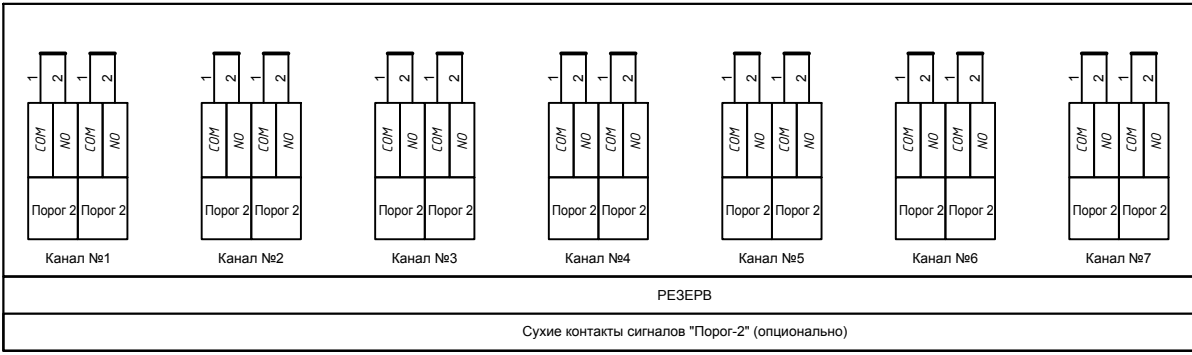 1 2 1 2 1 2 1 2 1 2 1 2 1 2 1 2 1 2 1 2 1 2 1 2 1 2 1 2
COM NO COM NO COM NO COM NO COM NO COM NO COM NO COM NO COM NO COM NO COM NO COM NO COM NO COM NO
Порог 2 Порог 2 Порог 2 Порог 2 Порог 2 Порог 2 Порог 2 Порог 2 Порог 2 Порог 2 Порог 2 Порог 2 Порог 2 Порог 2
Канал №1 Канал №2 Канал №3 Канал №4 Канал №5 Канал №6 Канал №7
РЕЗЕРВ
Сухие контакты сигналов "Порог-2" (опционально)